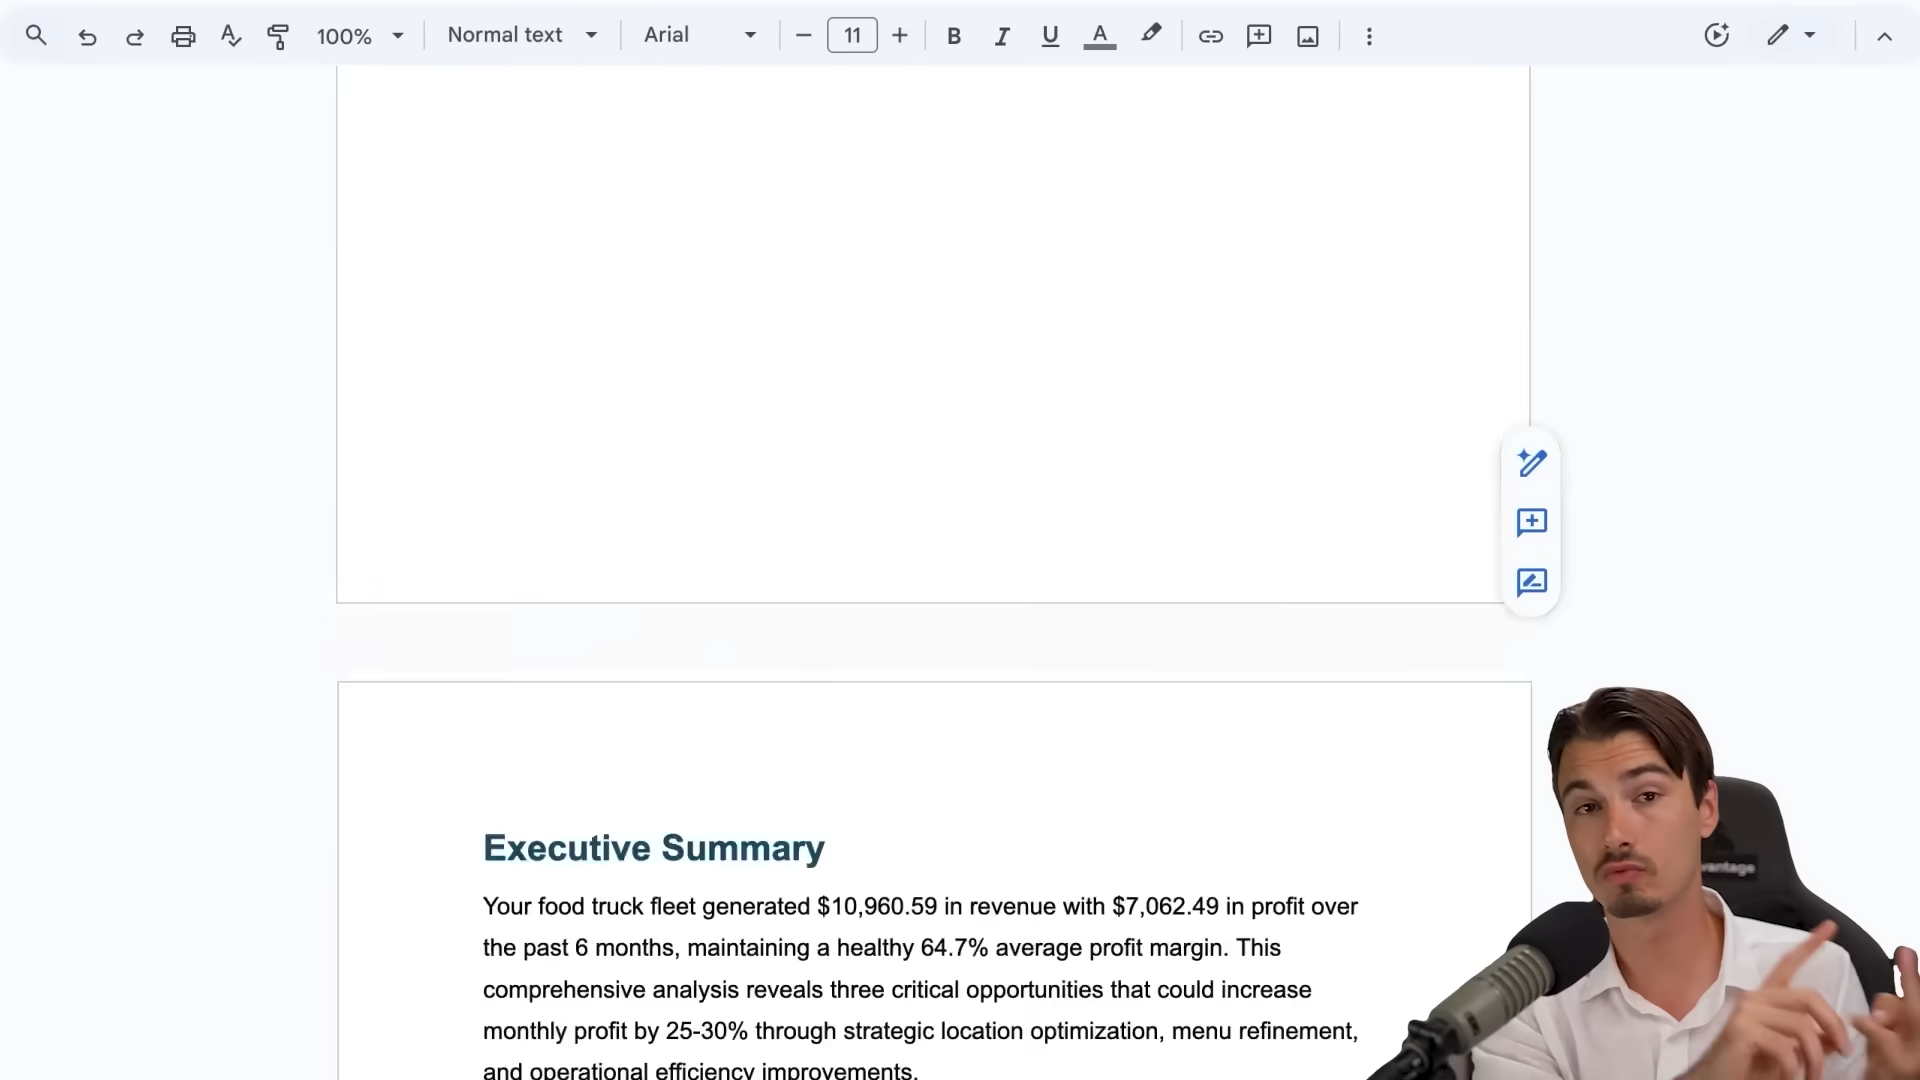 100% Normal text Arial 11 B I U A
Executive Summary
Your food truck fleet generated $10,960.59 in revenue with $7,062.49 in profit over
the past 6 months, maintaining a healthy 64.7% average profit margin. This
comprehensive analysis reveals three critical opportunities that could increase
monthly profit by 25-30% through strategic location optimization, menu refinement,
and operational efficiency improvements.